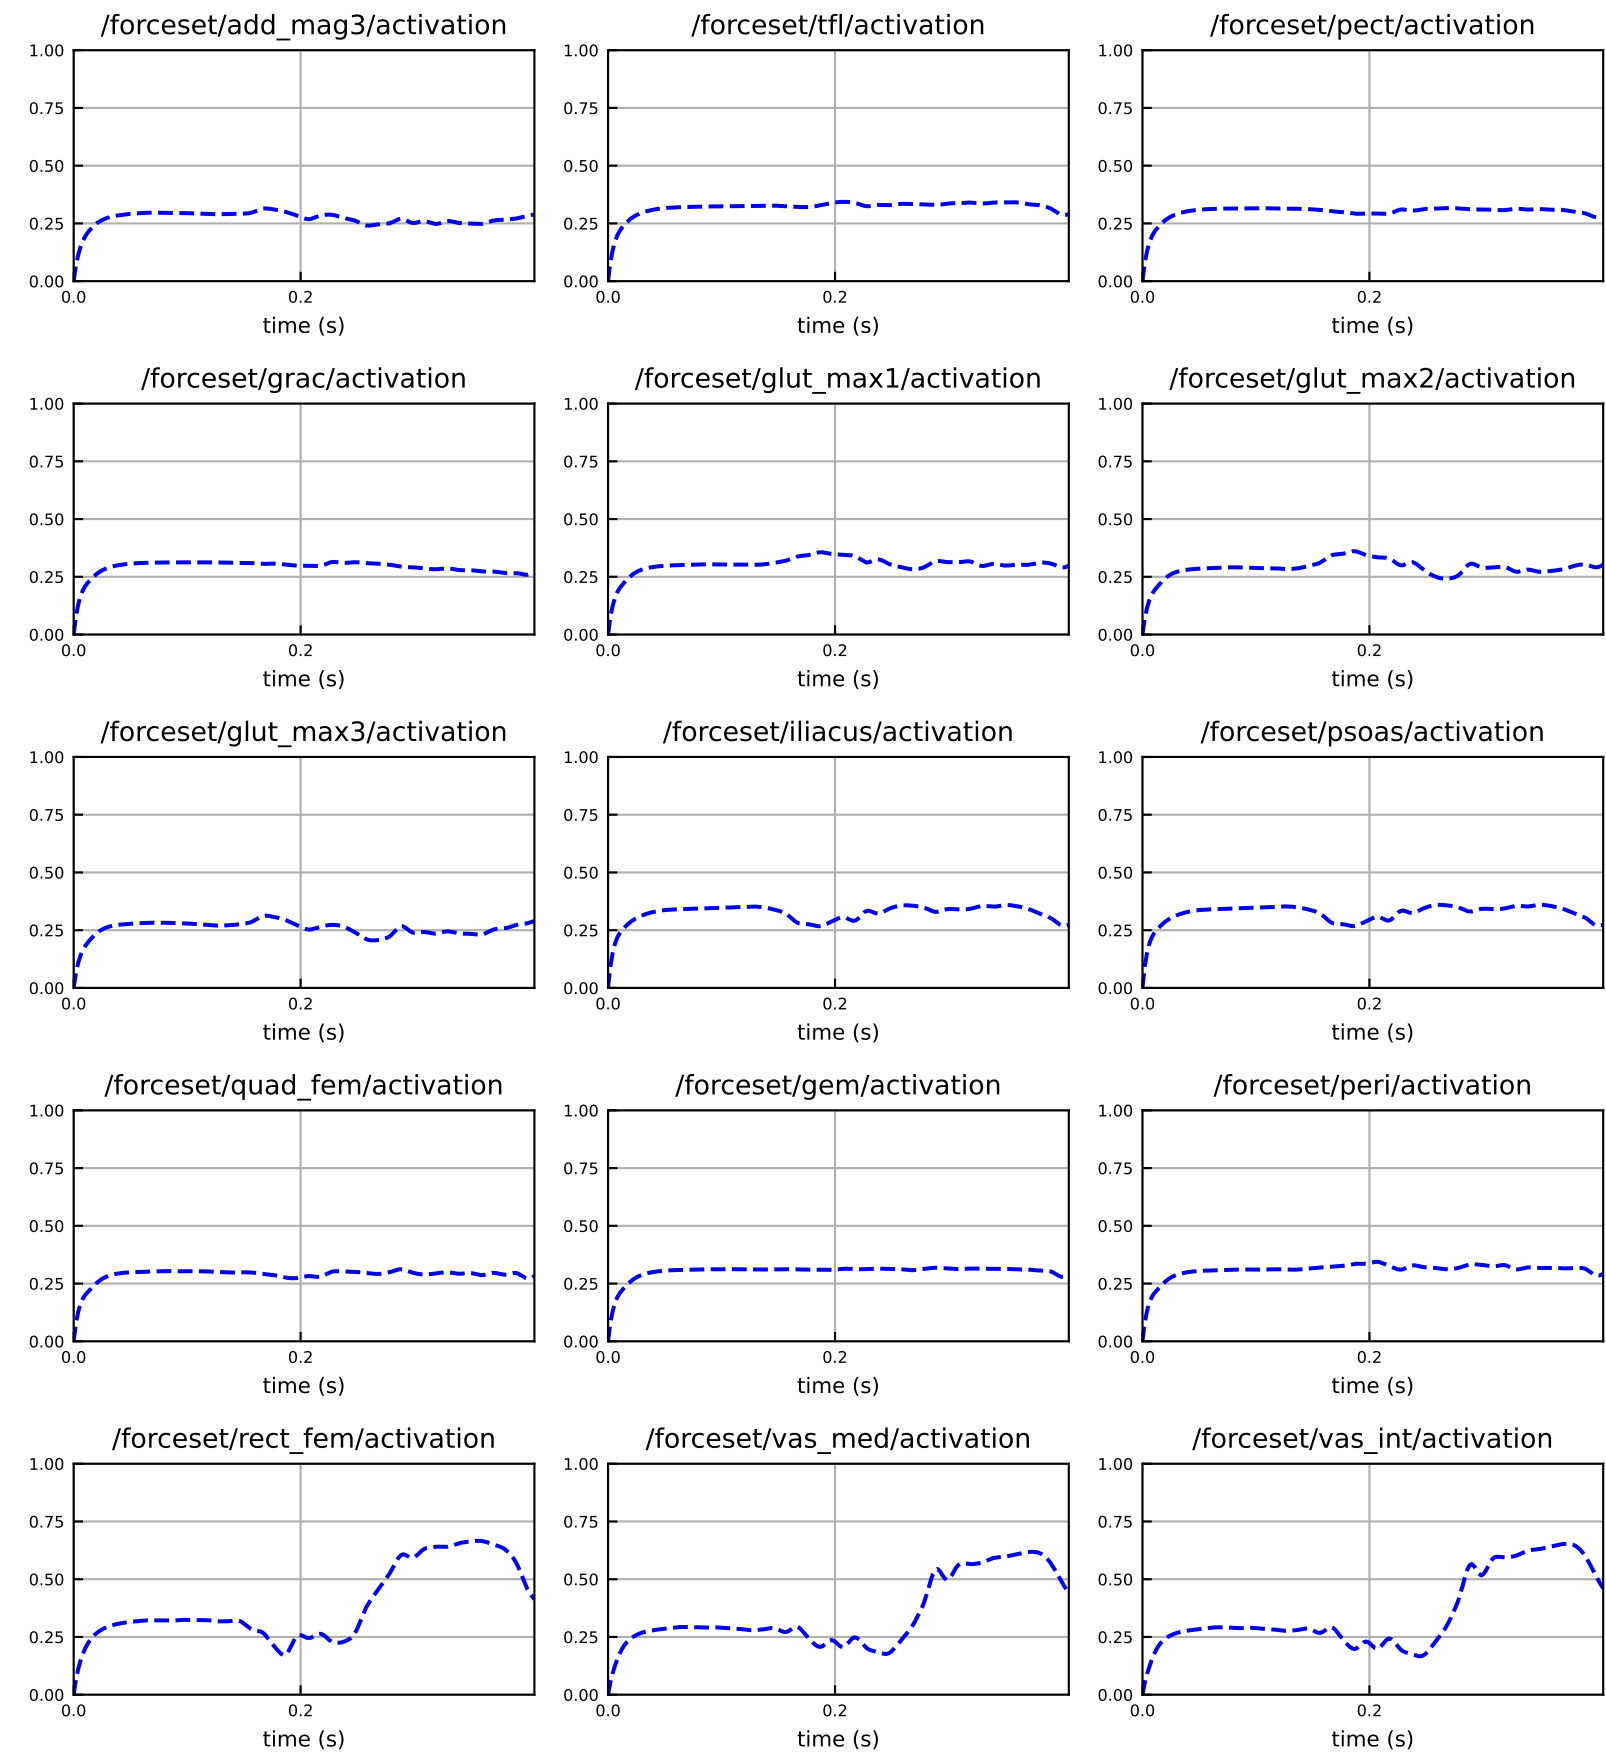 /forceset/add_mag3/activation /forceset/tfl/activation /forceset/pect/activation
1.00 1.00 1.00
0.75 0.75 0.75
0.50 0.50 0.50
0.25 0.25 0.25
0.00 0.00 0.00
0.0 0.2 0.0 0.2 0.0 0.2
time (s) time (s) time (s)
/forceset/grac/activation /forceset/glut_max1/activation /forceset/glut_max2/activation
1.00 1.00 1.00
0.75 0.75 0.75
0.50 0.50 0.50
0.25 0.25 0.25
0.00 0.00 0.00
0.0 0.2 0.0 0.2 0.0 0.2
time (s) time (s) time (s)
/forceset/glut_max3/activation /forceset/iliacus/activation /forceset/psoas/activation
1.00 1.00 1.00
0.75 0.75 0.75
0.50 0.50 0.50
0.25 0.25 0.25
0.00 0.00 0.00
0.0 0.2 0.0 0.2 0.0 0.2
time (s) time (s) time (s)
/forceset/quad_fem/activation /forceset/gem/activation /forceset/peri/activation
1.00 1.00 1.00
0.75 0.75 0.75
0.50 0.50 0.50
0.25 0.25 0.25
0.00 0.00 0.00
0.0 0.2 0.0 0.2 0.0 0.2
time (s) time (s) time (s)
/forceset/rect_fem/activation /forceset/vas_med/activation /forceset/vas_int/activation
1.00 1.00 1.00
0.75 0.75 0.75
0.50 0.50 0.50
0.25 0.25 0.25
0.00 0.00 0.00
0.0 0.2 0.0 0.2 0.0 0.2
time (s) time (s) time (s)